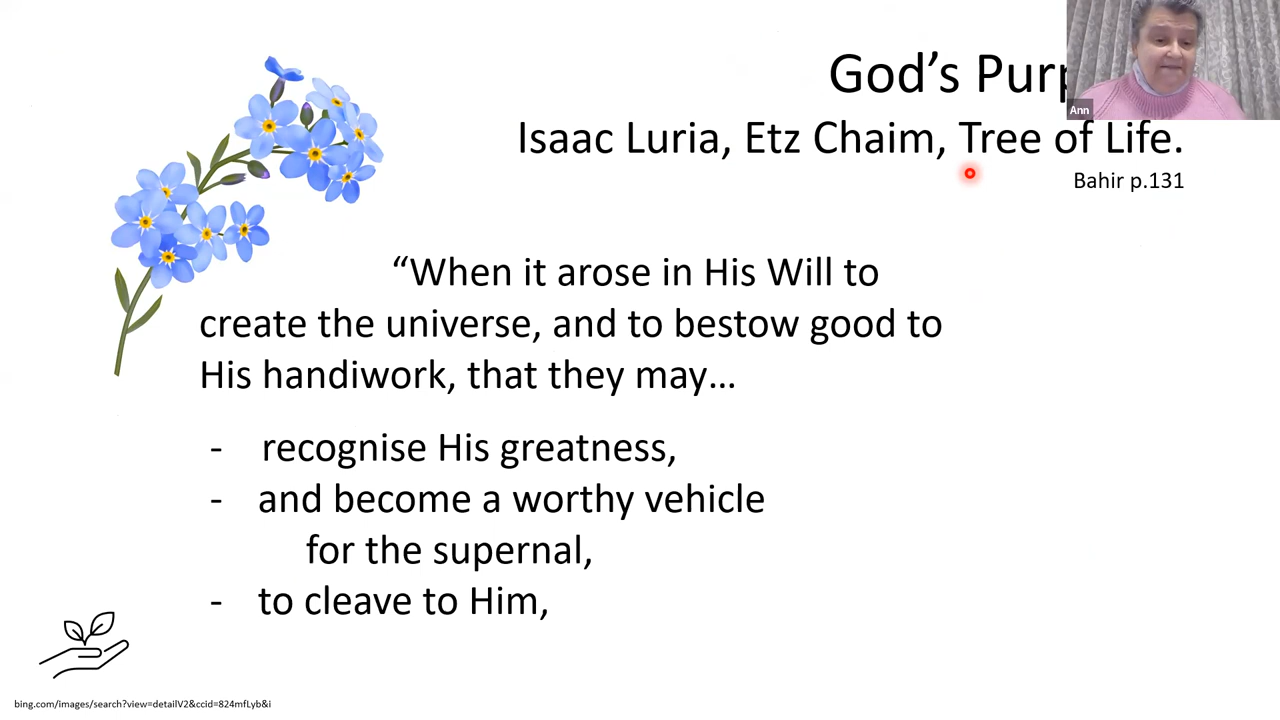 God's
Ann
Isaac Luria, Etz Chaim, Tree of Life.
Bahir p.131
“When it arose in His Will to
create the universe, and to bestow good to
His handiwork, that they may…
- recognise His greatness,
- and become a worthy vehicle
for the supernal,
- to cleave to Him,
bing.com/images/search?view=detailV2&ccid=824mfLyb&i